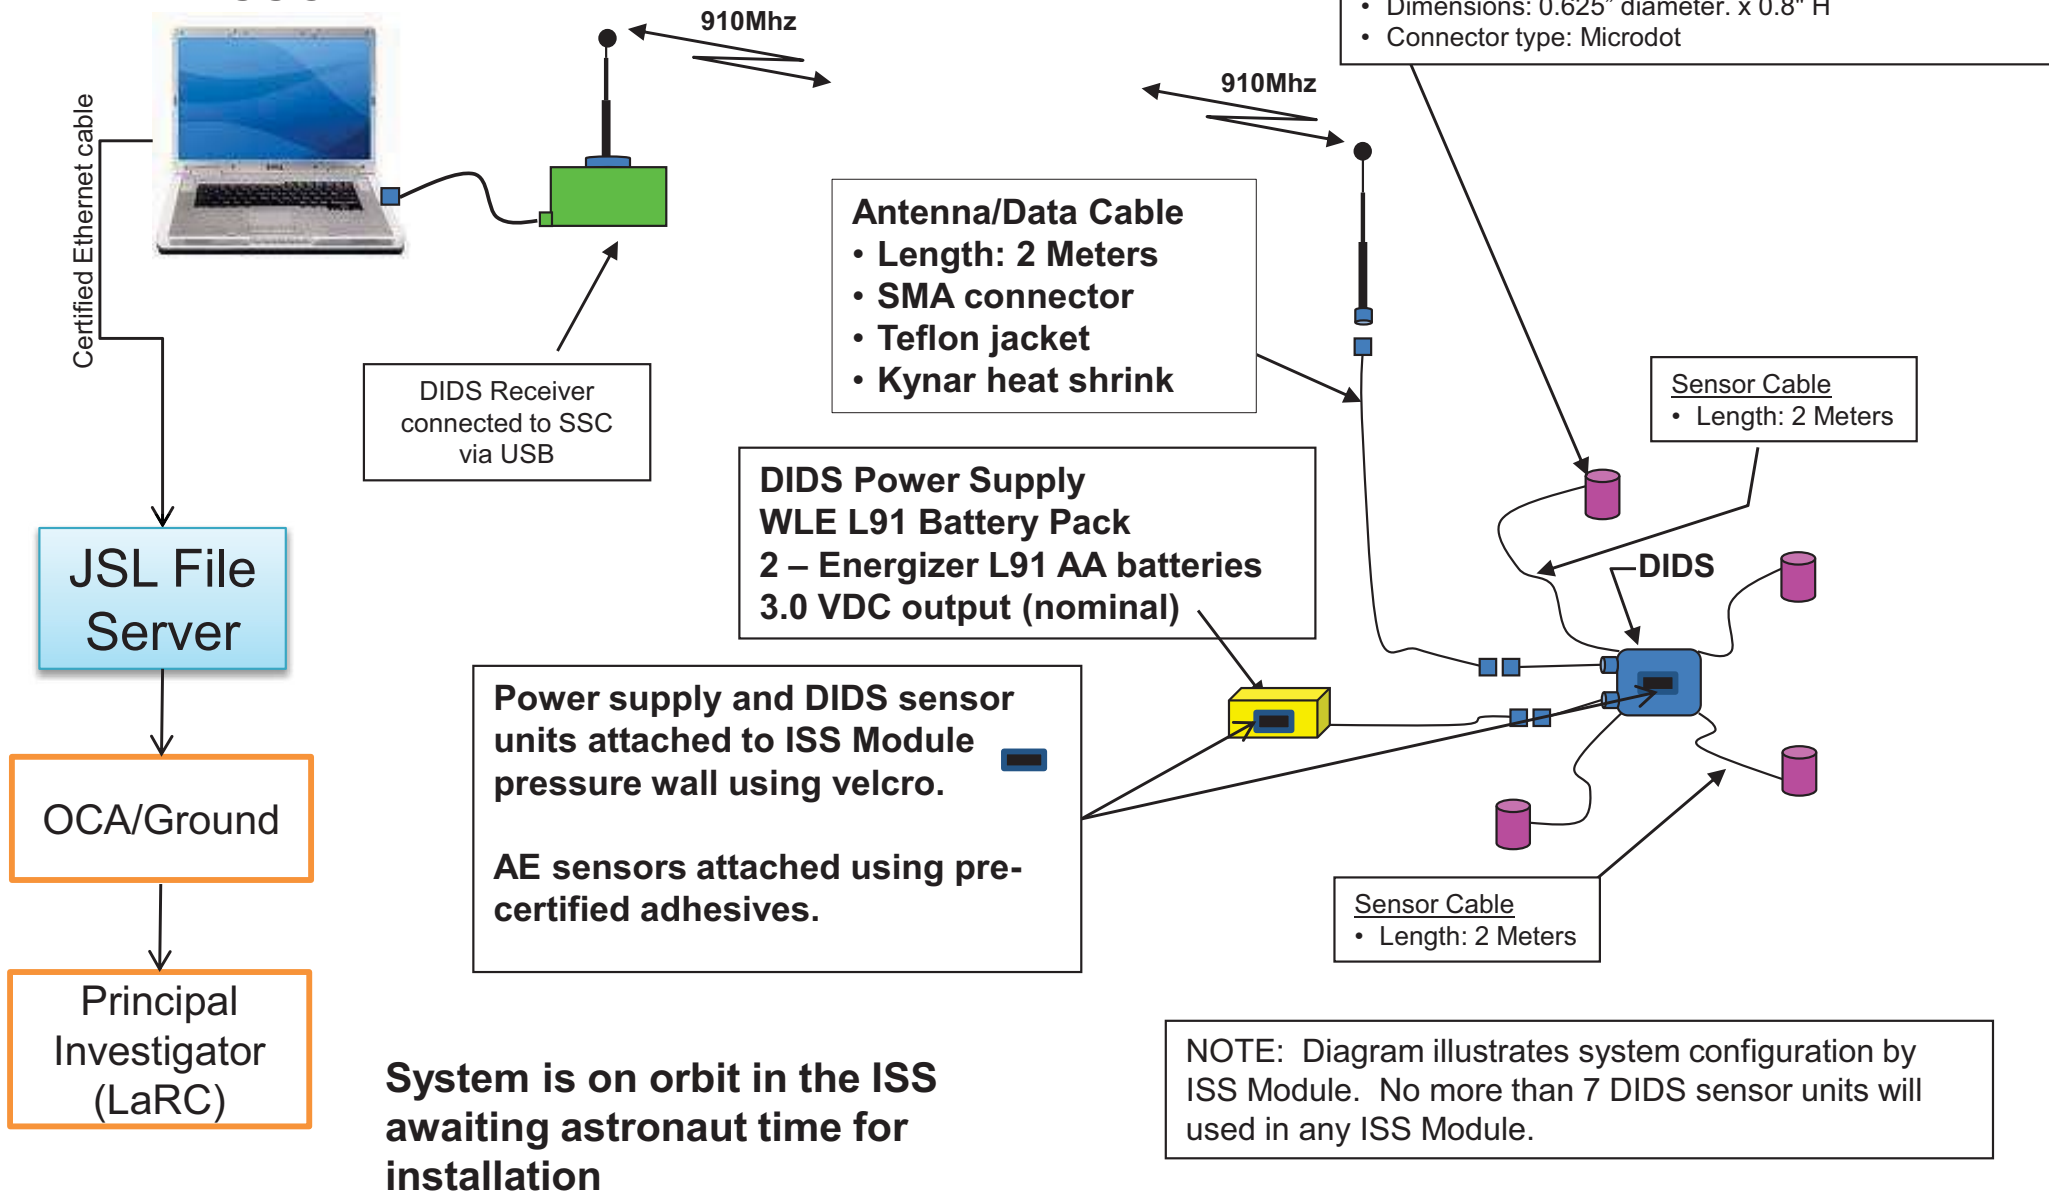 910Mhz
• Dimensions: 0.625” diameter. x 0.8" H
• Connector type: Microdot
910Mhz
Certified Ethernet cable
Antenna/Data Cable
• Length: 2 Meters
• SMA connector
• Teflon jacket
• Kynar heat shrink
DIDS Receiver
connected to SSC
via USB
Sensor Cable
• Length: 2 Meters
DIDS Power Supply
WLE L91 Battery Pack
2 – Energizer L91 AA batteries
3.0 VDC output (nominal)
DIDS
JSL File
Server
Power supply and DIDS sensor
units attached to ISS Module
pressure wall using velcro.
AE sensors attached using pre-
certified adhesives.
OCA/Ground
Sensor Cable
• Length: 2 Meters
Principal
Investigator
(LaRC)
System is on orbit in the ISS
awaiting astronaut time for
installation
NOTE:  Diagram illustrates system configuration by
ISS Module.  No more than 7 DIDS sensor units will
used in any ISS Module.